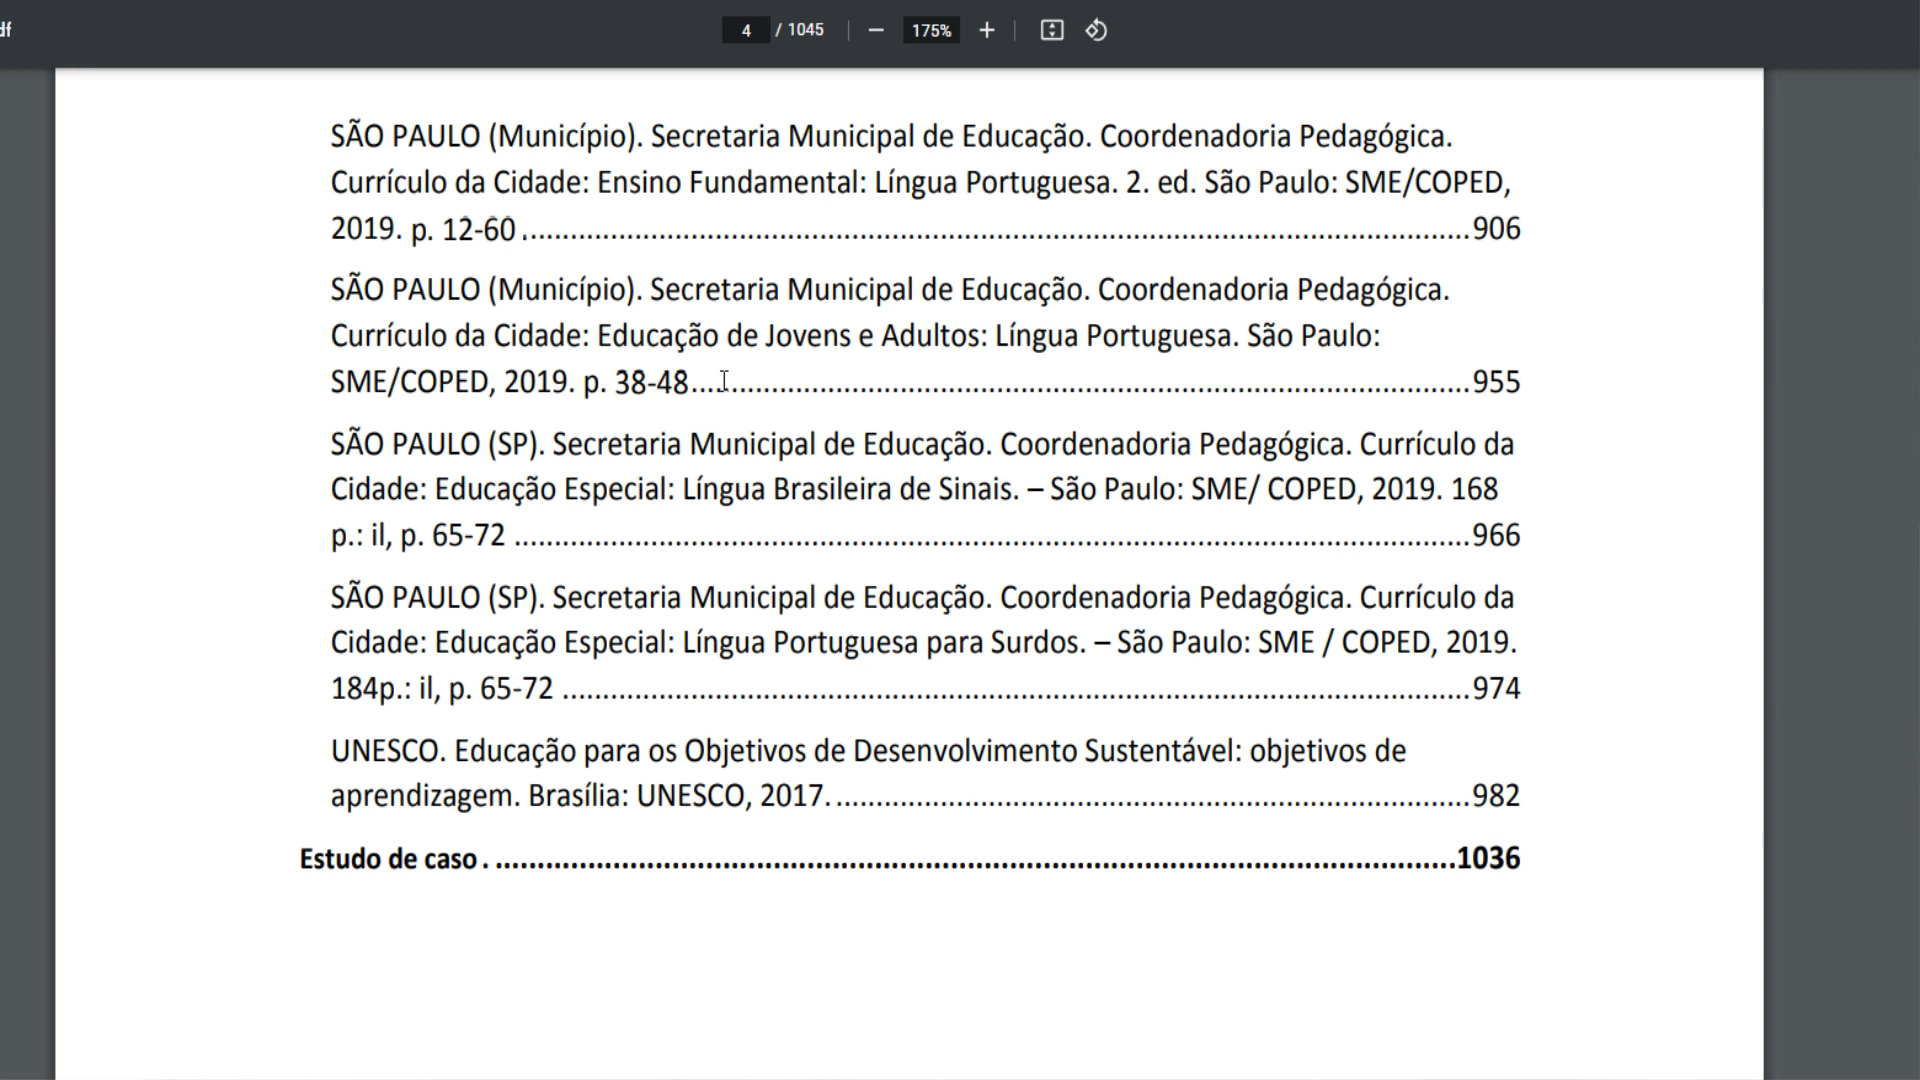 df
4 / 1045 175%
SÃO PAULO (Município). Secretaria Municipal de Educação. Coordenadoria Pedagógica.
Currículo da Cidade: Ensino Fundamental: Língua Portuguesa. 2. ed. São Paulo: SME/COPED,
2019. p. 12-60 ........................................................................................................................906
SÃO PAULO (Município). Secretaria Municipal de Educação. Coordenadoria Pedagógica.
Currículo da Cidade: Educação de Jovens e Adultos: Língua Portuguesa. São Paulo:
SME/COPED, 2019. p. 38-48..................................................................................................955
SÃO PAULO (SP). Secretaria Municipal de Educação. Coordenadoria Pedagógica. Currículo da
Cidade: Educação Especial: Língua Brasileira de Sinais. – São Paulo: SME/ COPED, 2019. 168
p.: il, p. 65-72 .........................................................................................................................966
SÃO PAULO (SP). Secretaria Municipal de Educação. Coordenadoria Pedagógica. Currículo da
Cidade: Educação Especial: Língua Portuguesa para Surdos. – São Paulo: SME / COPED, 2019.
184p.: il, p. 65-72 ...................................................................................................................974
UNESCO. Educação para os Objetivos de Desenvolvimento Sustentável: objetivos de
aprendizagem. Brasília: UNESCO, 2017. ................................................................................982
Estudo de caso . ......................................................................................................................1036